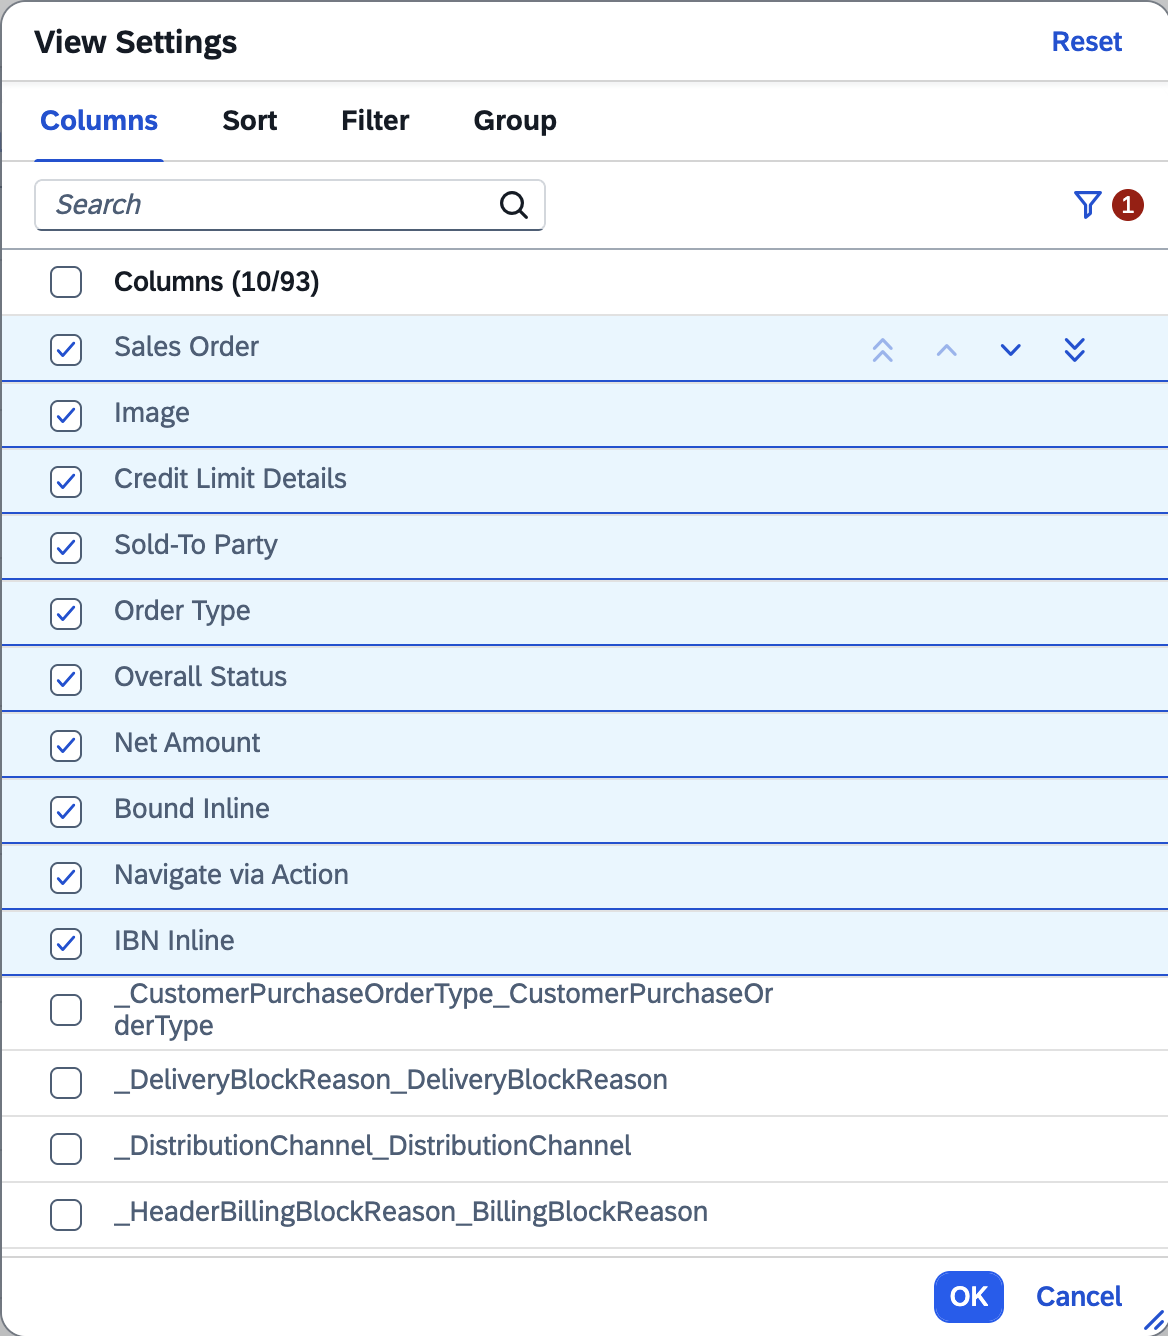 View Settings
Reset
Columns
Sort
Filter
Group
Search
1
Columns (10/93)
Sales Order
Image
Credit Limit Details
Sold-To Party
Order Type
Overall Status
Net Amount
Bound Inline
Navigate via Action
IBN Inline
_CustomerPurchaseOrderType_CustomerPurchaseOr
derType
_DeliveryBlockReason_DeliveryBlockReason
_DistributionChannel_DistributionChannel
_HeaderBillingBlockReason_BillingBlockReason
OK
Cancel